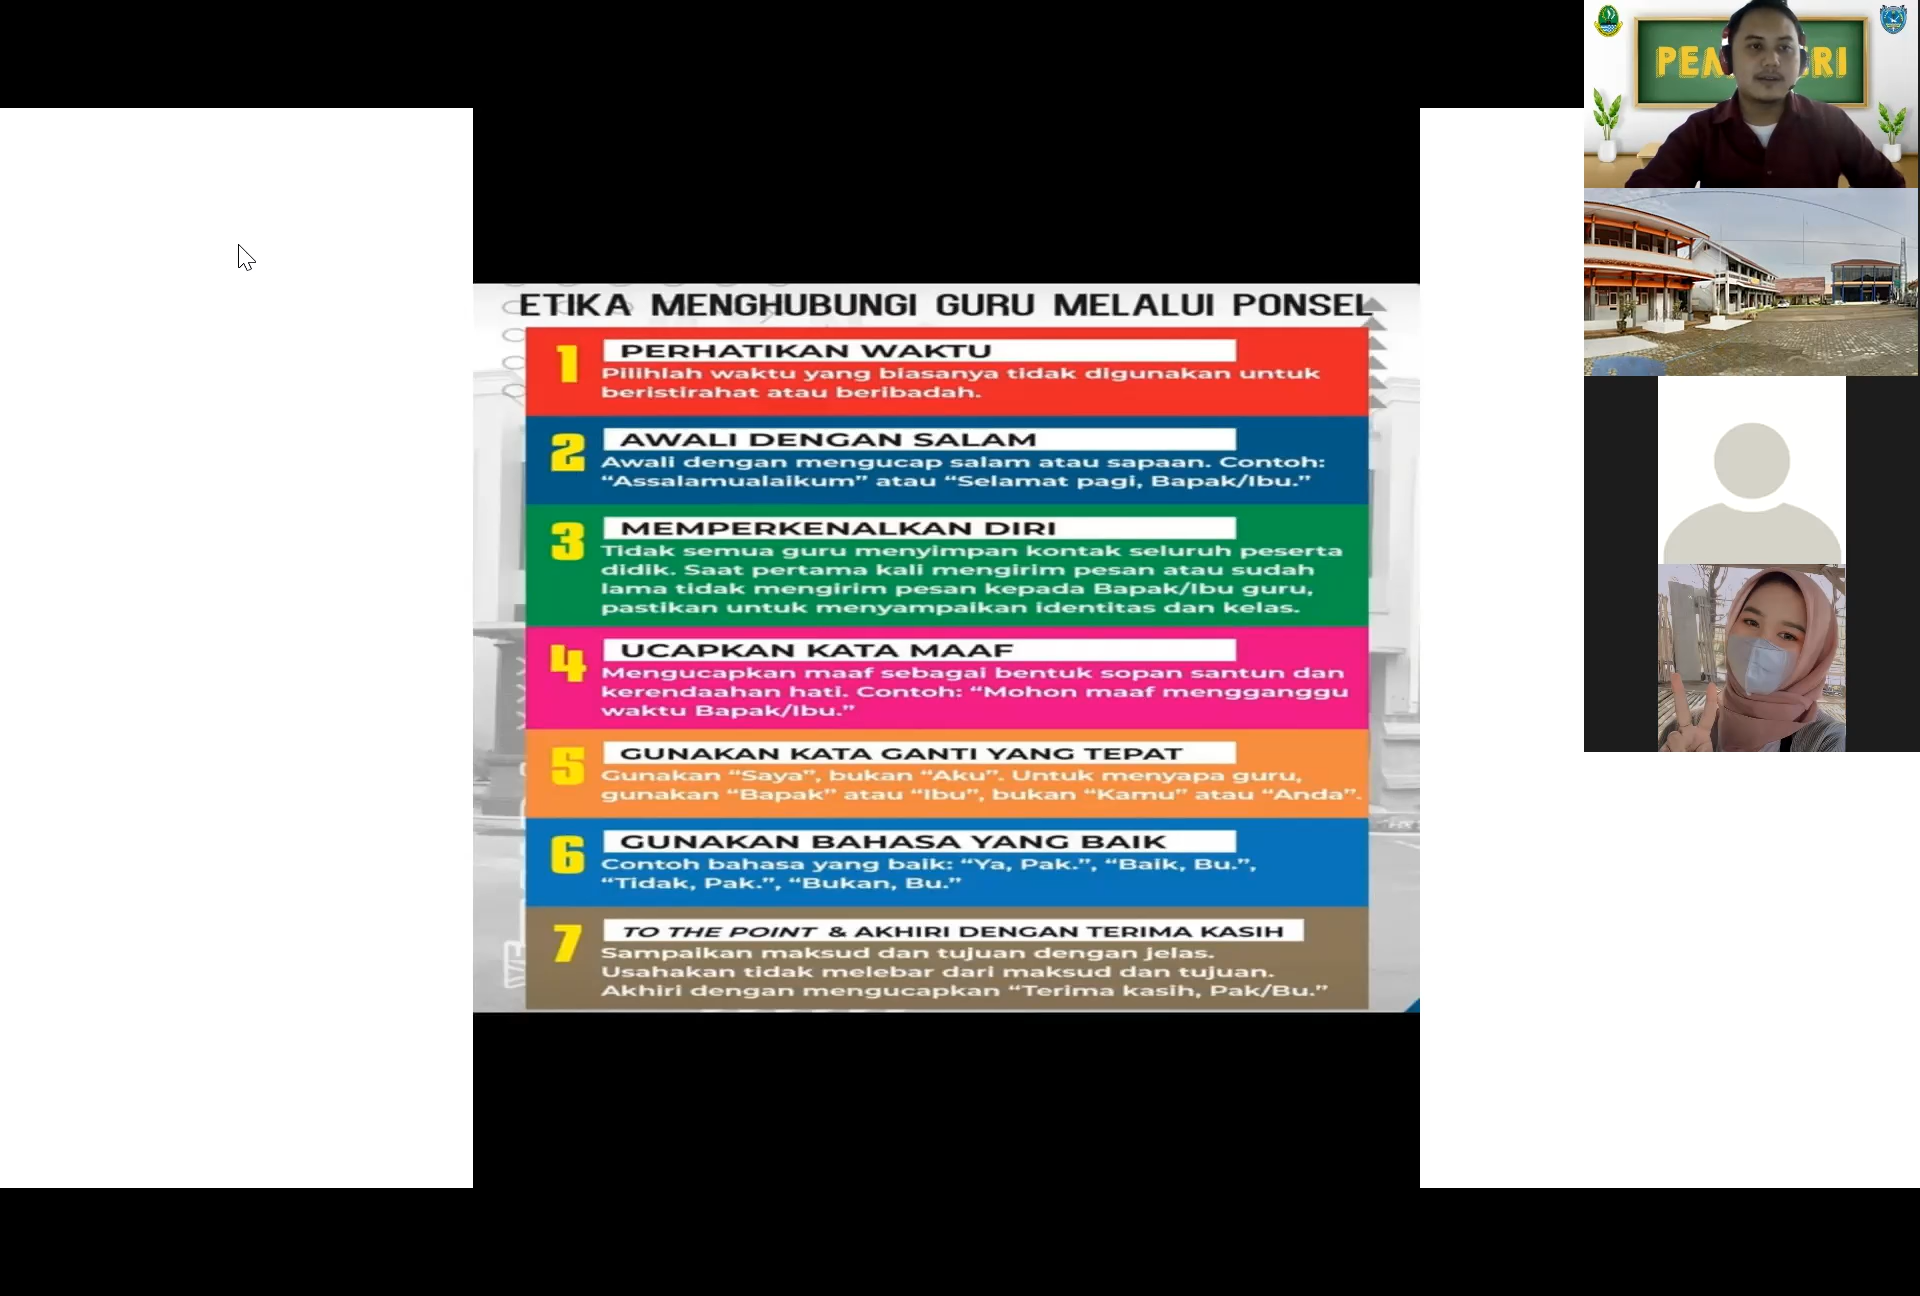 ETIKA MENGHUBUNGI GURU MELALUI PONSEL
1 PERHATIKAN WAKTU
Pilihlah waktu yang biasanya tidak digunakan untuk
beristirahat atau beribadah.
2 AWALI DENGAN SALAM
Awali dengan mengucap salam atau sapaan. Contoh:
“Assalamualaikum” atau “Selamat pagi, Bapak/Ibu.”
3 MEMPERKENALKAN DIRI
Tidak semua guru menyimpan kontak seluruh peserta
didik. Saat pertama kali mengirim pesan atau sudah
lama tidak mengirim pesan kepada Bapak/Ibu guru,
pastikan untuk menyampaikan identitas dan kelas.
4 UCAPKAN KATA MAAF
Mengucapkan maaf sebagai bentuk sopan santun dan
kerendaahan hati. Contoh: “Mohon maaf mengganggu
waktu Bapak/Ibu.”
5 GUNAKAN KATA GANTI YANG TEPAT
Gunakan “Saya”, bukan “Aku”. Untuk menyapa guru,
gunakan “Bapak” atau “Ibu”, bukan “Kamu” atau “Anda”.
6 GUNAKAN BAHASA YANG BAIK
Contoh bahasa yang baik: “Ya, Pak.”, “Baik, Bu.”,
“Tidak, Pak.”, “Bukan, Bu.”
7 TO THE POINT & AKHIRI DENGAN TERIMA KASIH
Sampaikan maksud dan tujuan dengan jelas.
Usahakan tidak melebar dari maksud dan tujuan.
Akhiri dengan mengucapkan “Terima kasih, Pak/Bu.”